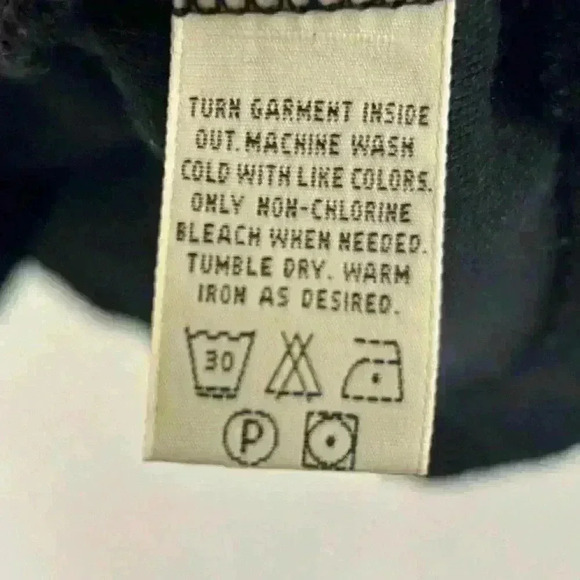 TURN GARMENT INSIDE
OUT. MACHINE WASH
COLD WITH LIKE COLORS.
ONLY NON-CHLORINE
BLEACH WHEN NEEDED.
TUMBLE DRY. WARM
IRON AS DESIRED.
30
P